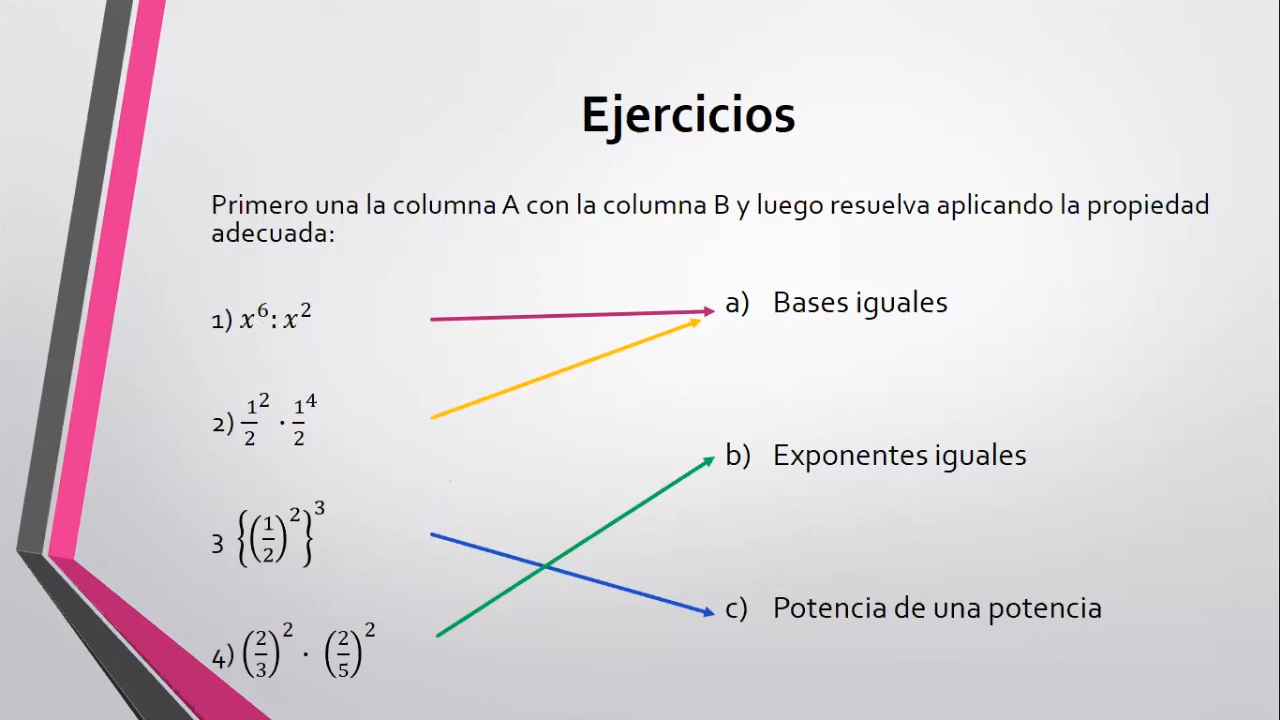 Ejercicios
Primero una la columna A con la columna B y luego resuelva aplicando la propiedad
adecuada:
1) x⁶: x²
a) Bases iguales
2) 1²/2 · 1⁴/2
b) Exponentes iguales
3 {(1/2)²}³
c) Potencia de una potencia
4) (2/3)² · (2/5)²